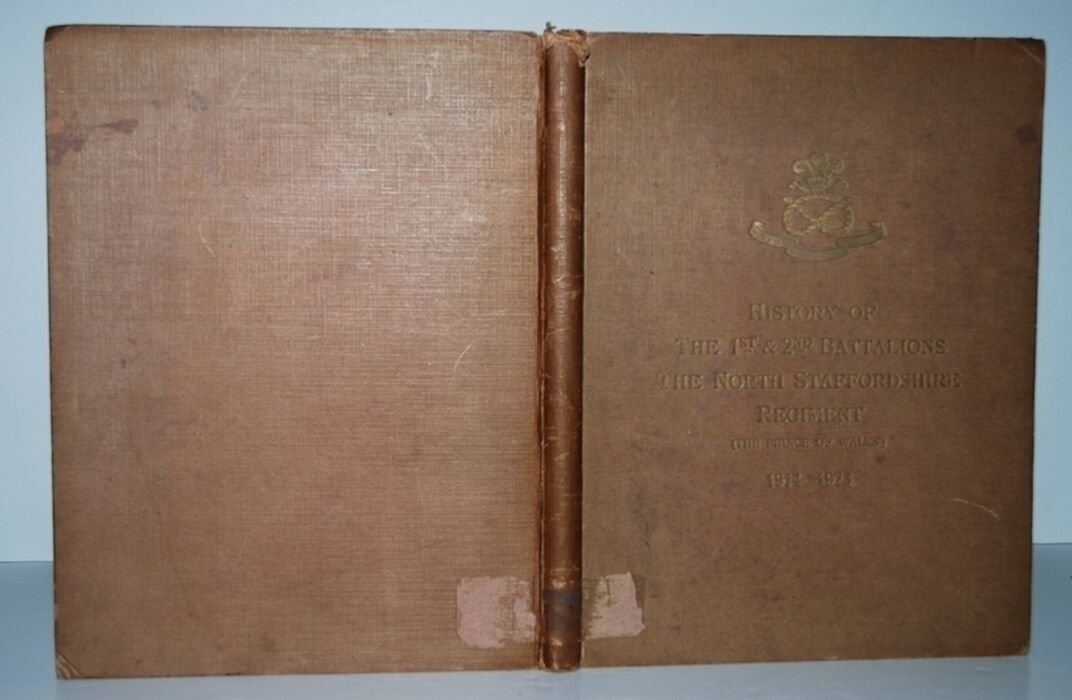 HISTORY OF
THE 1ST & 2ND BATTALIONS
THE NORTH STAFFORDSHIRE
REGIMENT
(THE PRINCE OF WALES)
1914-1923